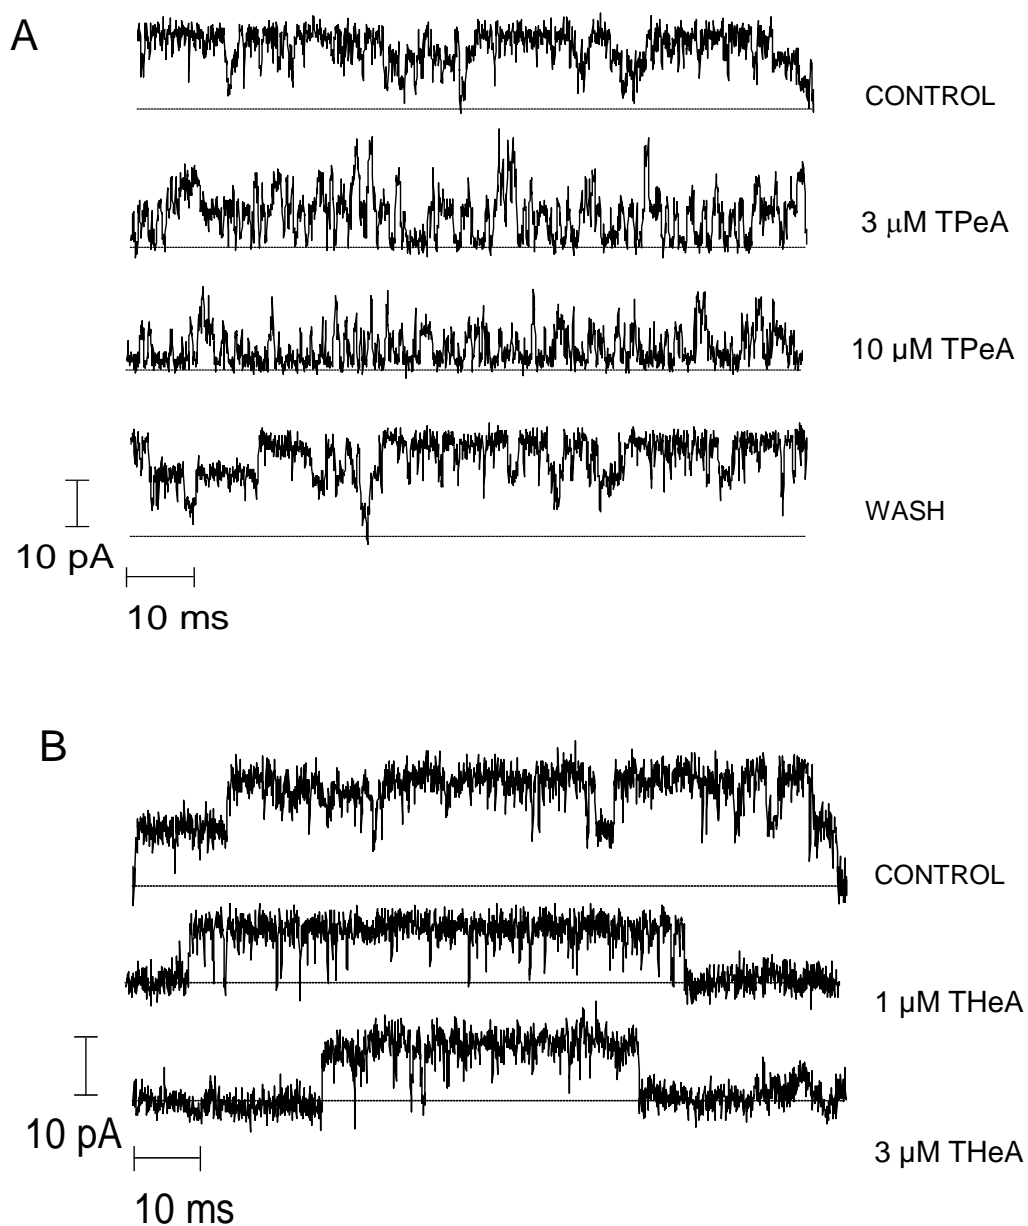 A
CONTROL
3 μM TPeA
10 µM TPeA
WASH
10 pA
10 ms
B
CONTROL
1 µM THeA
10 pA
3 µM THeA
10 ms